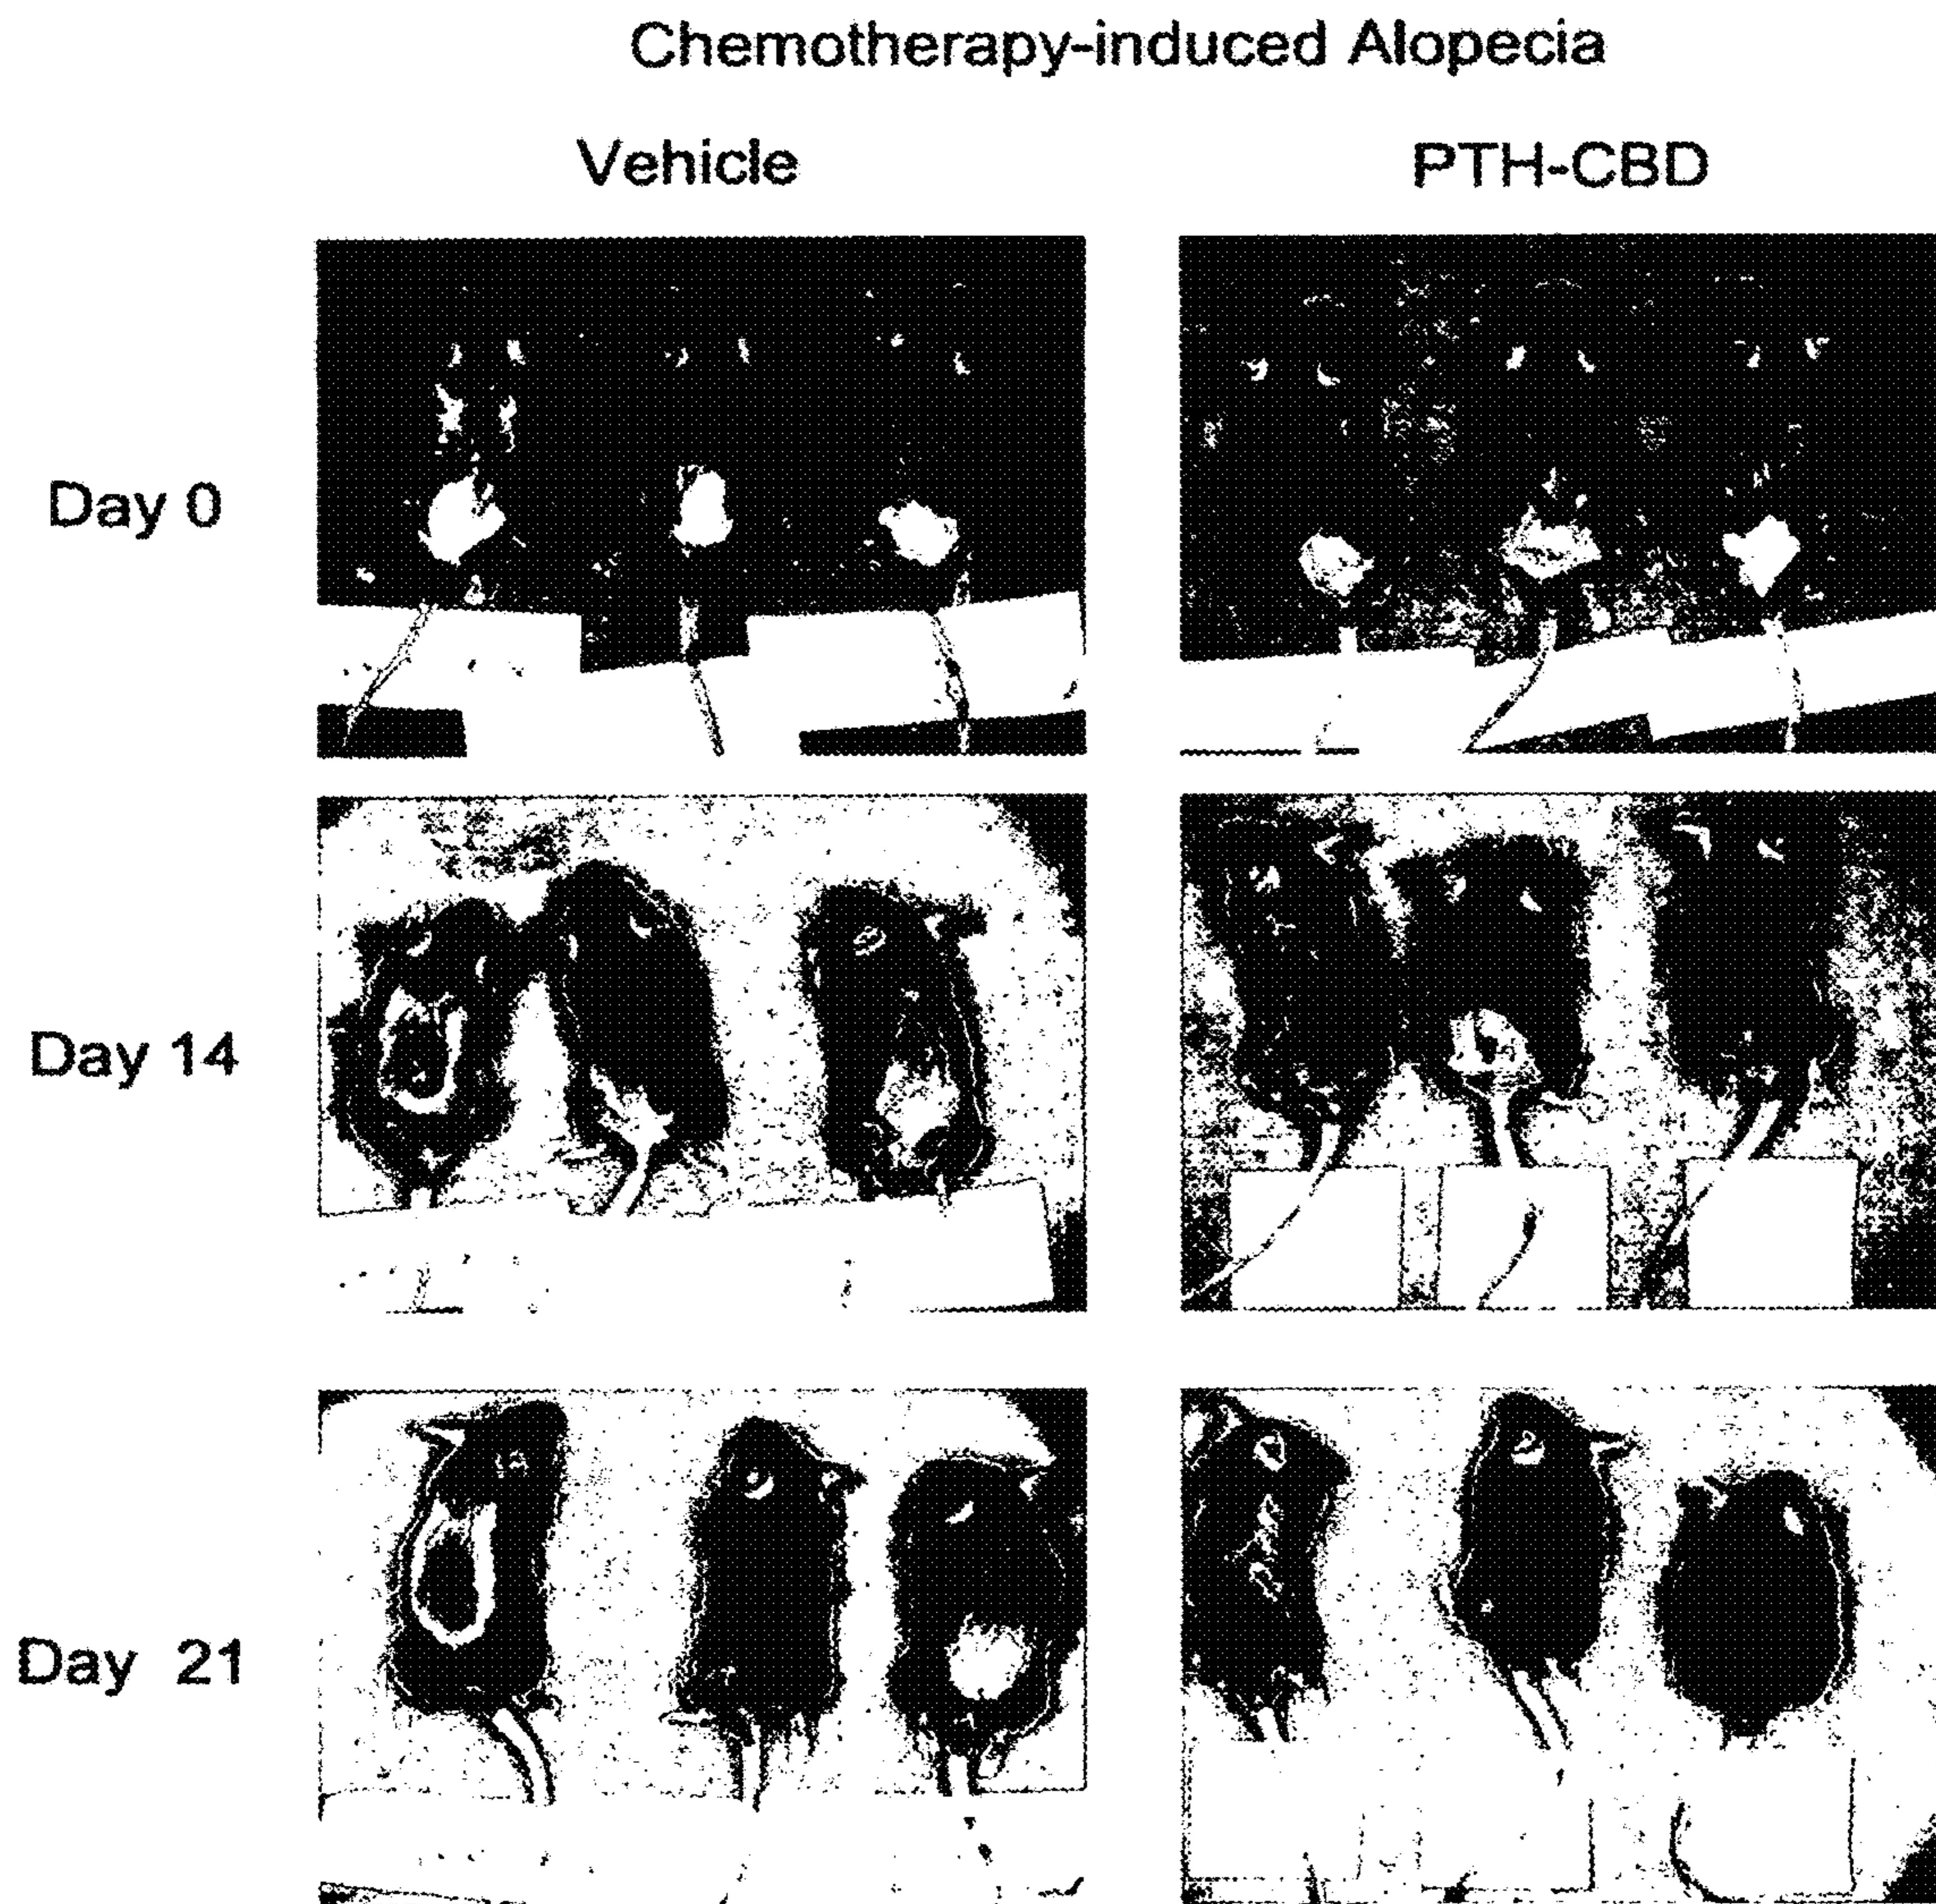 Chemotherapy-induced Alopecia
Vehicle
PTH-CBD
Day 0
Day 14
Day 21